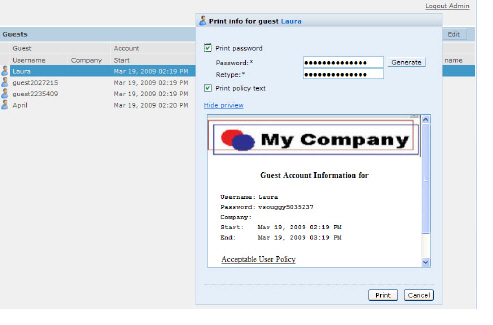 Logout Admin
Print info for guest Laura
Guests
Edit
Guest Account
Username Company Start name
Laura Mar 19, 2009 02:19 PM
guest2027215 Mar 19, 2009 02:19 PM
guest2235409 Mar 19, 2009 02:19 PM
April Mar 19, 2009 02:20 PM
Print password
Password:* Generate
Retype:*
Print policy text
Hide priview
My Company
Guest Account Information for
Username: Laura
Password: vsouggy5035237
Company:
Start: Mar 19, 2009 02:19 PM
End: Mar 19, 2009 03:19 PM
Acceptable User Policy
Print Cancel